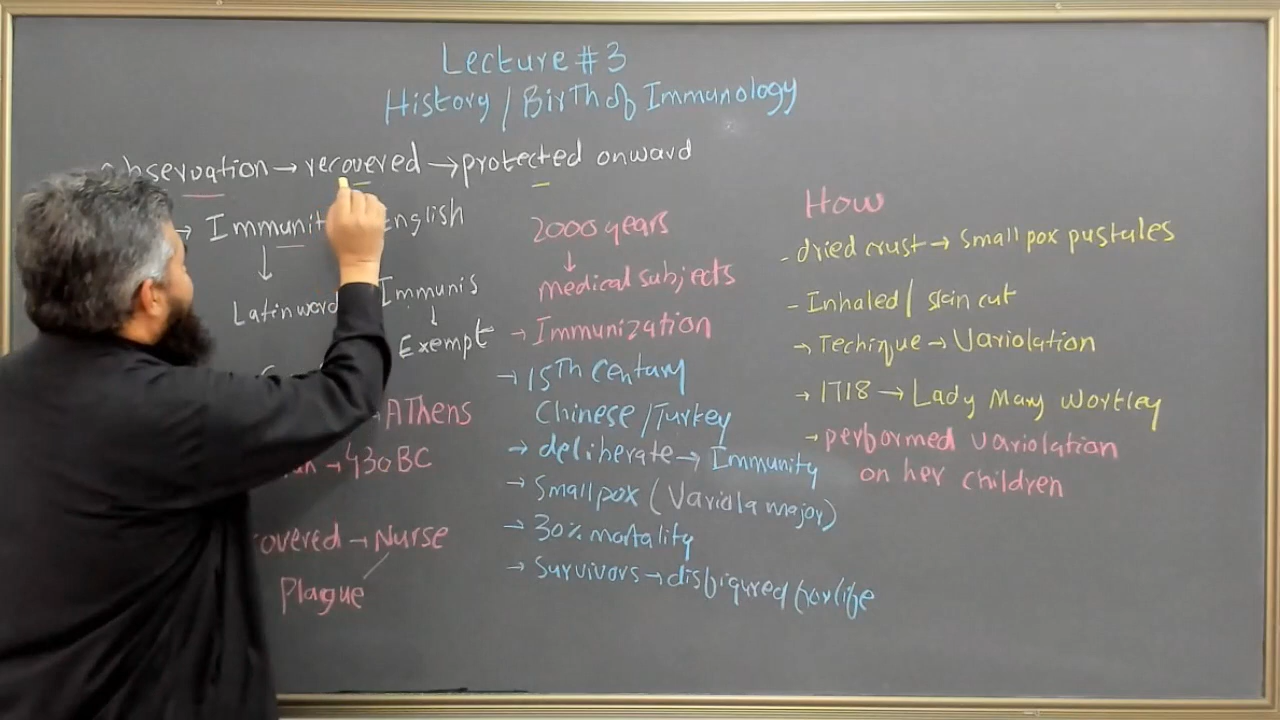 Lecture # 3
History / Birth of Immunology
observation → recovered → protected onward
→ Immunit English
↓
Latin word Immunis
↓
Exempt
Athens
→ 430 BC
covered → Nurse
Plague
2000 years
↓
medical subjects
→ Immunization
→ 15th Century
Chinese / Turkey
→ deliberate → Immunity
→ Small pox (Variola major)
→ 30% mortality
→ Survivors → disfigured for life
How
- dried crust → Small pox pustules
- Inhaled / skin cut
→ Techique → Variolation
→ 1718 → Lady Mary Wortley
→ performed variolation
on her children